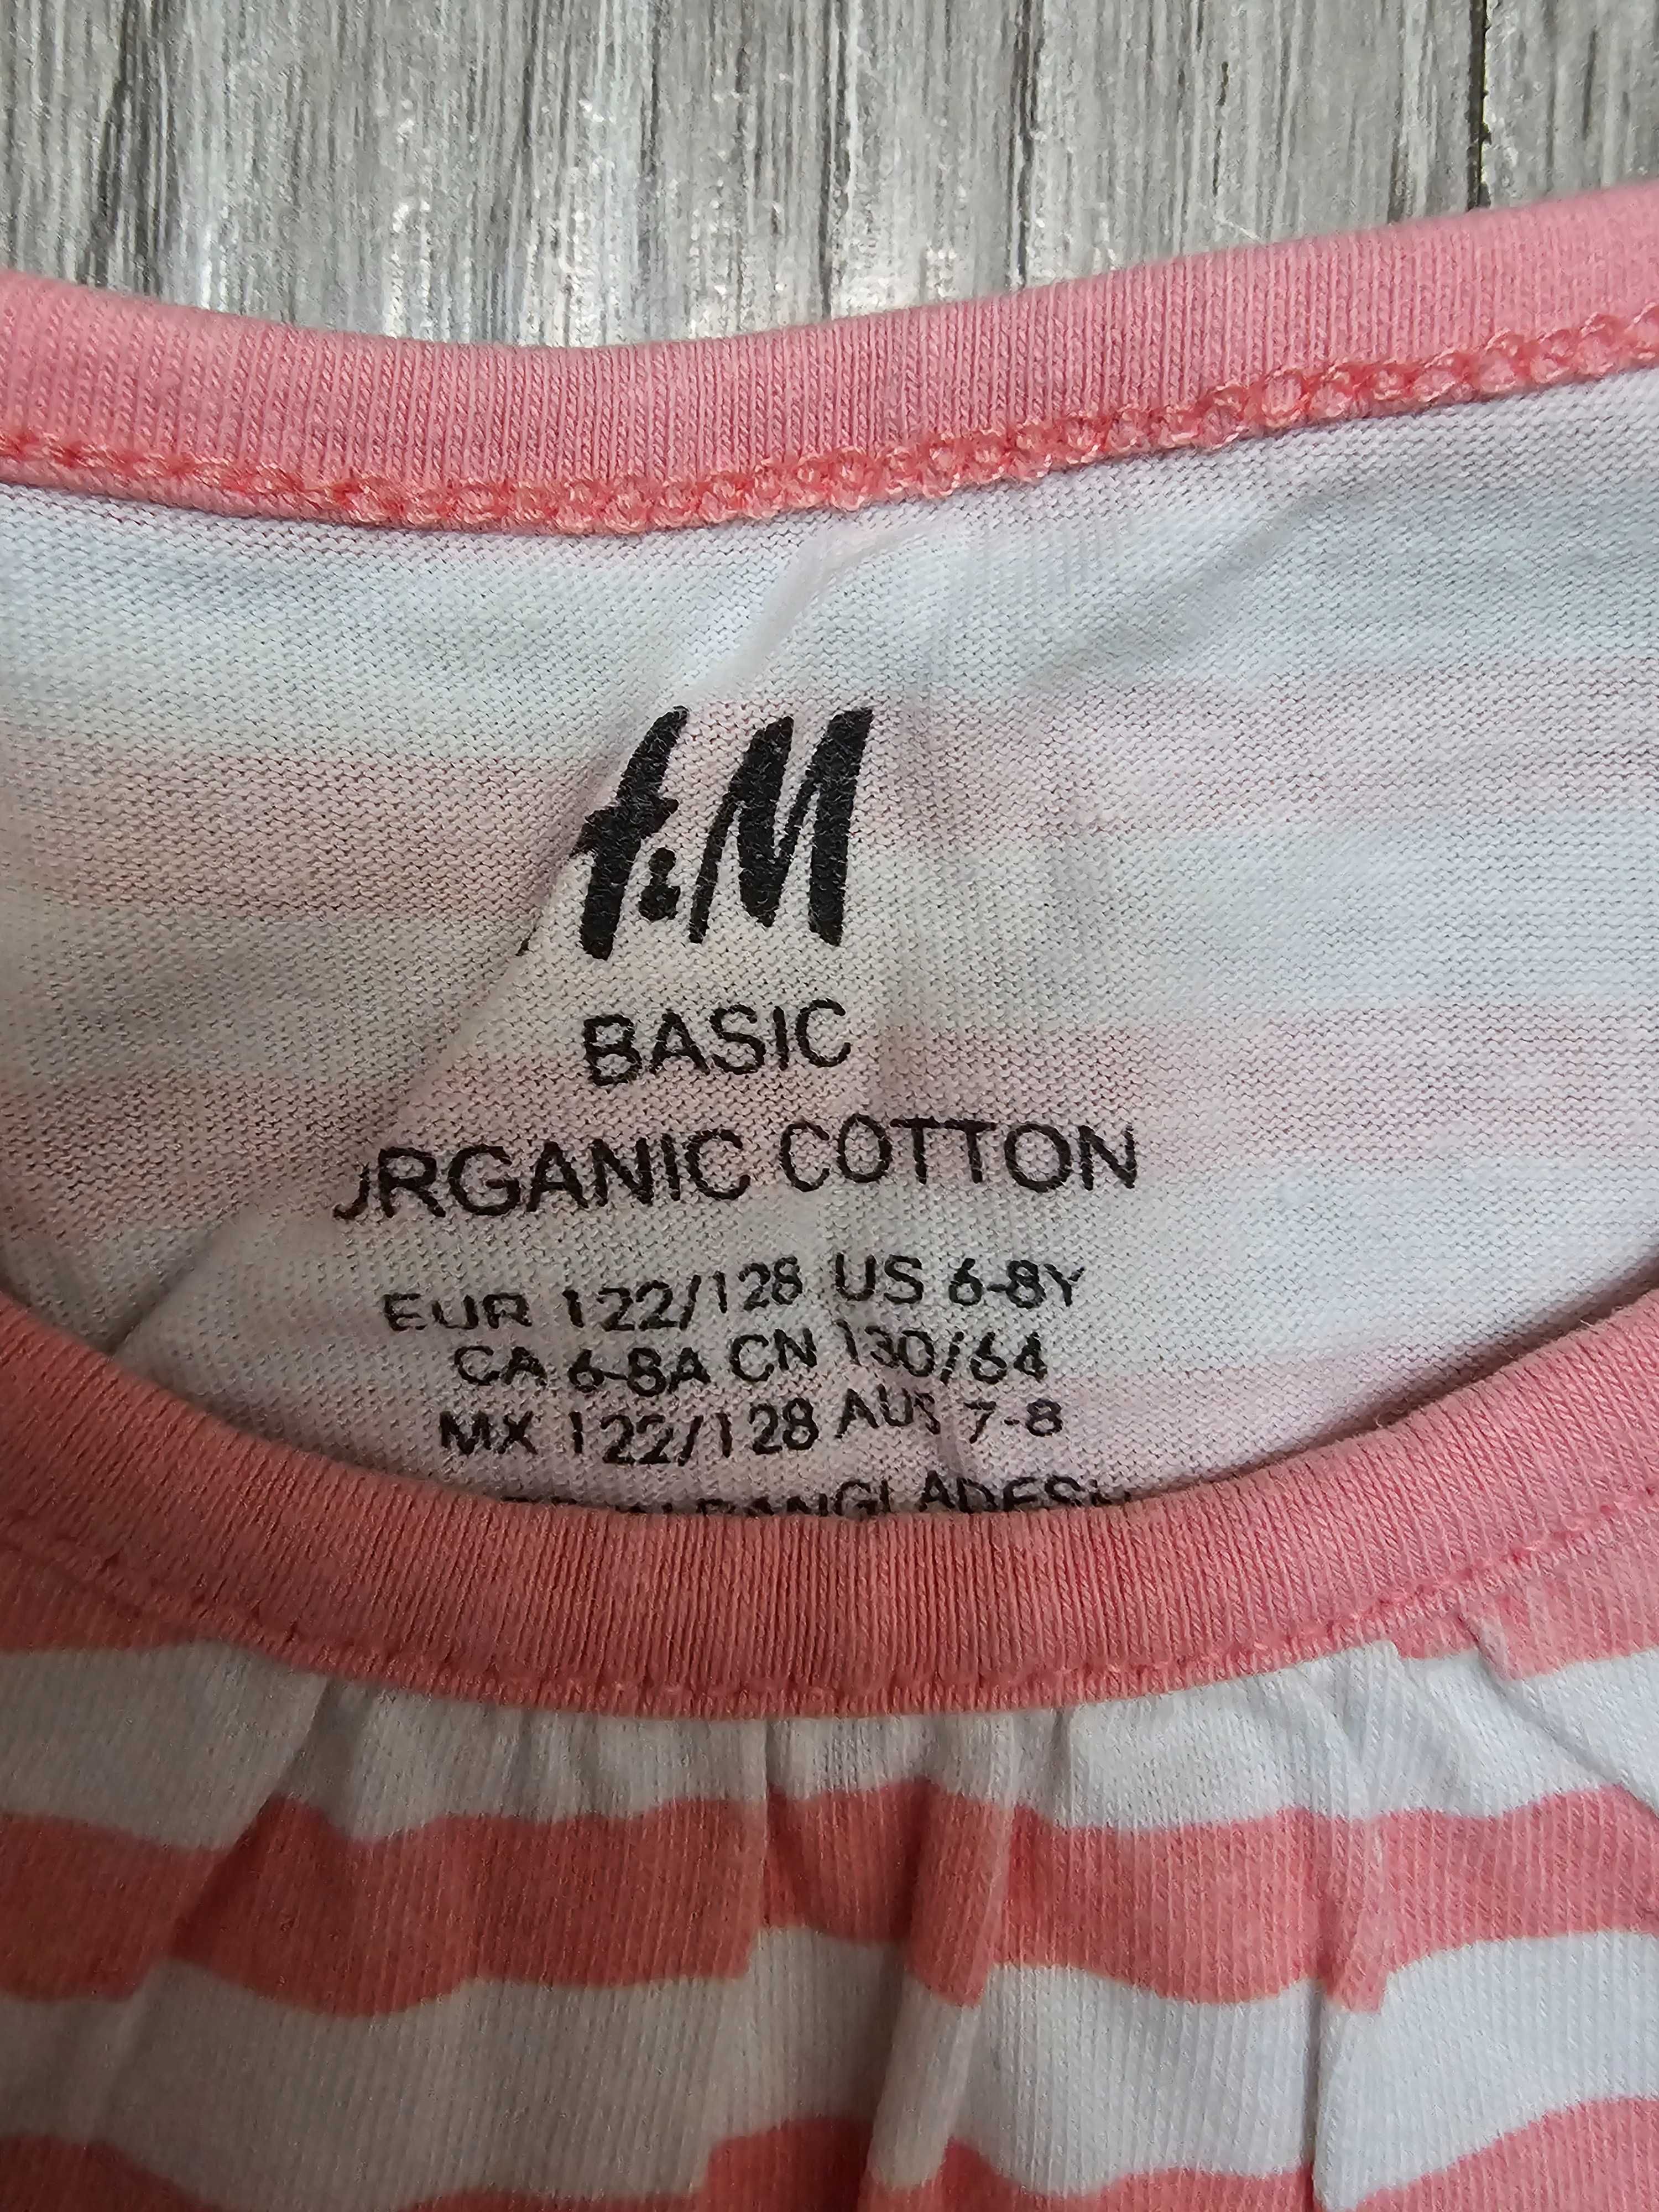 H&M
BASIC
ORGANIC COTTON
EUR 122/128 US 6-8Y
CA 6-8A CN 130/64
MX 122/128 AUS 7-8
BANGLADESH